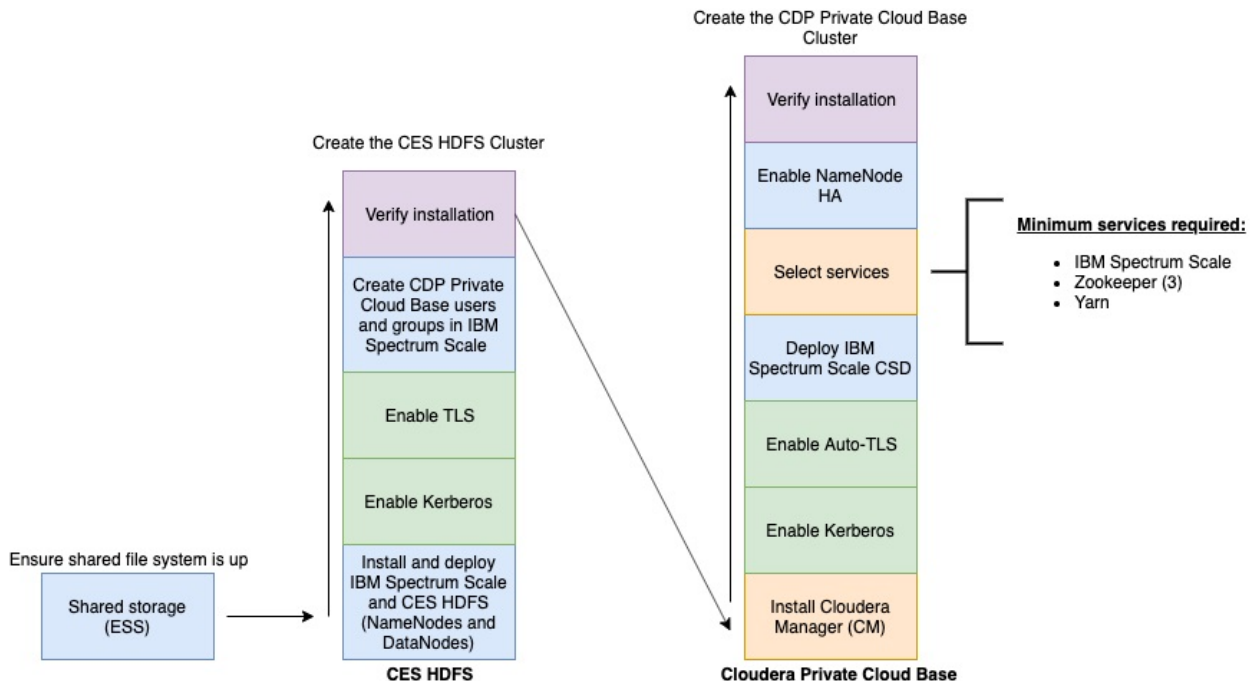 Ensure shared file system is up
Shared storage
(ESS)
Create the CES HDFS Cluster
Verify installation
Create CDP Private
Cloud Base users
and groups in IBM
Spectrum Scale
Enable TLS
Enable Kerberos
Install and deploy
IBM Spectrum Scale
and CES HDFS
(NameNodes and
DataNodes)
CES HDFS
Create the CDP Private Cloud Base
Cluster
Verify installation
Enable NameNode
HA
Select services
Deploy IBM
Spectrum Scale CSD
Enable Auto-TLS
Enable Kerberos
Install Cloudera
Manager (CM)
Cloudera Private Cloud Base
Minimum services required:
• IBM Spectrum Scale
• Zookeeper (3)
• Yarn